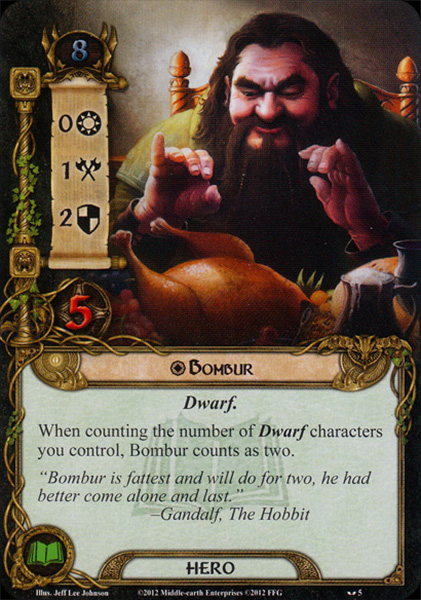 8
0
1
2
5
Bombur
Dwarf.
When counting the number of Dwarf characters
you control, Bombur counts as two.
“Bombur is fattest and will do for two, he had
better come alone and last.”
–Gandalf, The Hobbit
HERO
Illus. Jeff Lee Johnson ©2012 Middle-earth Enterprises ©2012 FFG 5